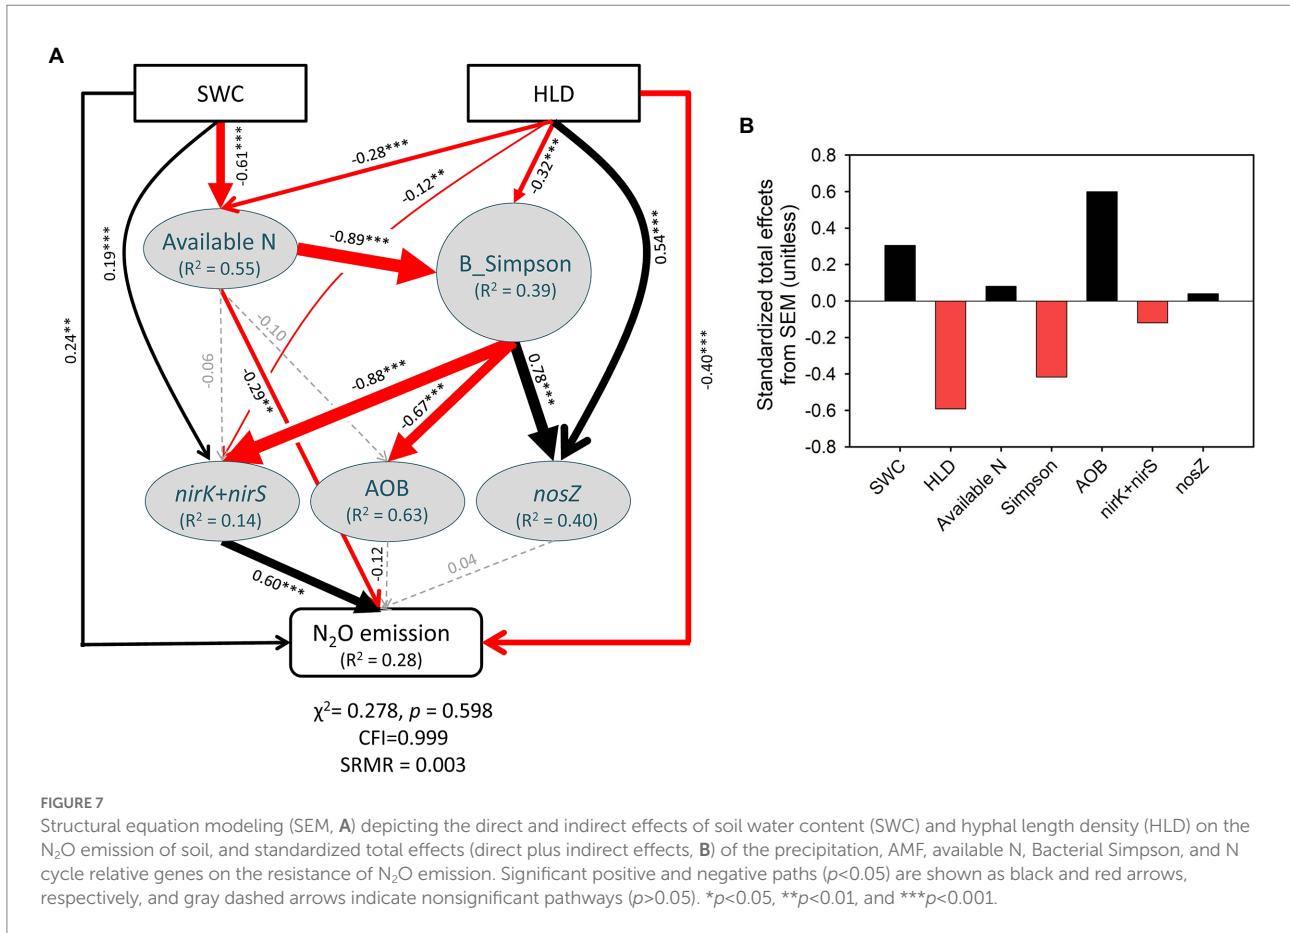 A
SWC
HLD
-0.61***
-0.28***
-0.12**
-0.32***
0.54***
0.19***
0.24**
-0.40***
Available N
(R² = 0.55)
-0.89***
B_Simpson
(R² = 0.39)
-0.10
-0.06
-0.29**
-0.88***
-0.67***
0.78***
nirK+nirS
(R² = 0.14)
AOB
(R² = 0.63)
nosZ
(R² = 0.40)
0.60***
-0.12
0.04
N₂O emission
(R² = 0.28)
χ²= 0.278, p = 0.598
CFI=0.999
SRMR = 0.003
B
Standardized total effcets
from SEM (unitless)
0.8
0.6
0.4
0.2
0.0
-0.2
-0.4
-0.6
-0.8
SWC
HLD
Available N
Simpson
AOB
nirK+nirS
nosZ
FIGURE 7
Structural equation modeling (SEM, A) depicting the direct and indirect effects of soil water content (SWC) and hyphal length density (HLD) on the
N₂O emission of soil, and standardized total effects (direct plus indirect effects, B) of the precipitation, AMF, available N, Bacterial Simpson, and N
cycle relative genes on the resistance of N₂O emission. Significant positive and negative paths (p<0.05) are shown as black and red arrows,
respectively, and gray dashed arrows indicate nonsignificant pathways (p>0.05). *p<0.05, **p<0.01, and ***p<0.001.